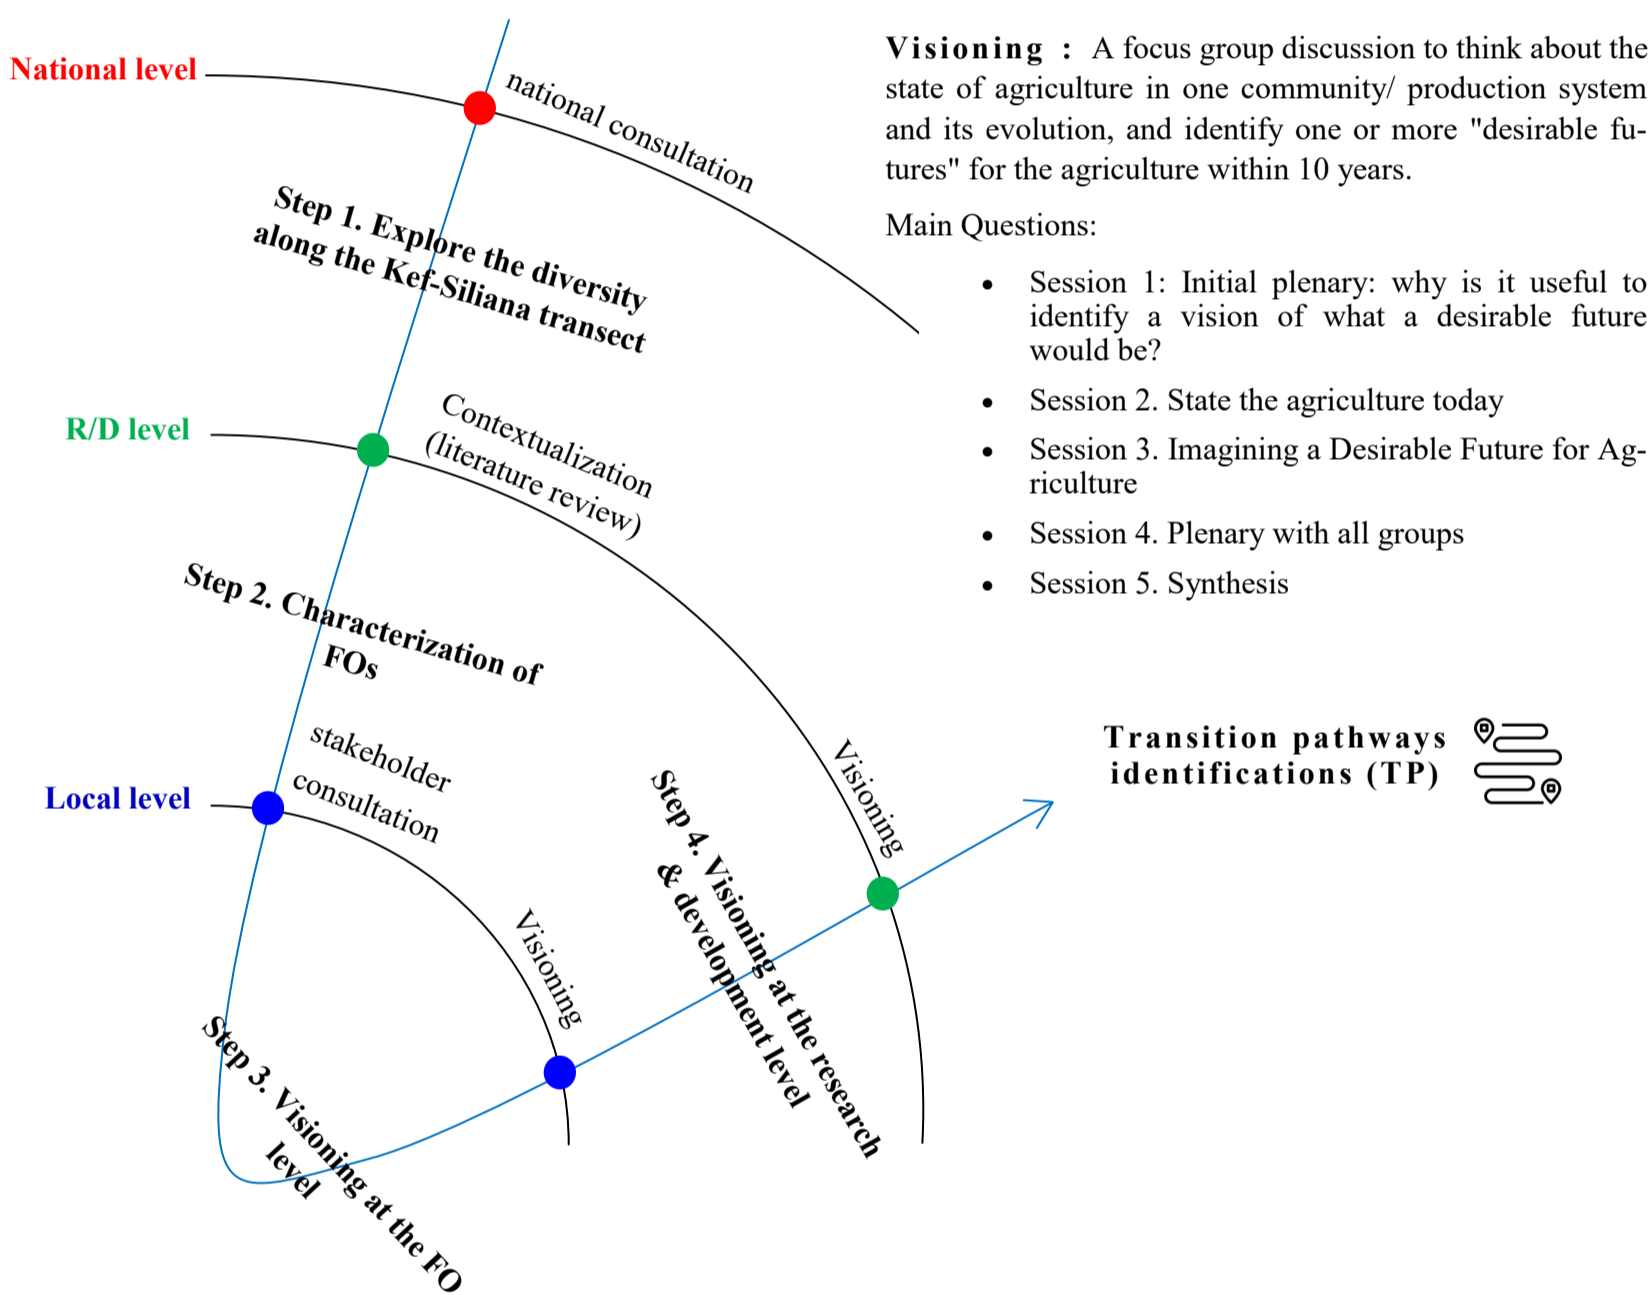 National level
national consultation
Step 1. Explore the diversity
along the Kef-Siliana transect
R/D level
Contextualization
(literature review)
Step 2. Characterization of
FOs
Local level
stakeholder
consultation
Visioning
Step 3. Visioning at the FO
level
Step 4. Visioning at the research
& development level
Visioning
Visioning : A focus group discussion to think about the
state of agriculture in one community/ production system
and its evolution, and identify one or more "desirable fu-
tures" for the agriculture within 10 years.
Main Questions:
• Session 1: Initial plenary: why is it useful to
identify a vision of what a desirable future
would be?
• Session 2. State the agriculture today
• Session 3. Imagining a Desirable Future for Ag-
riculture
• Session 4. Plenary with all groups
• Session 5. Synthesis
Transition pathways
identifications (TP)